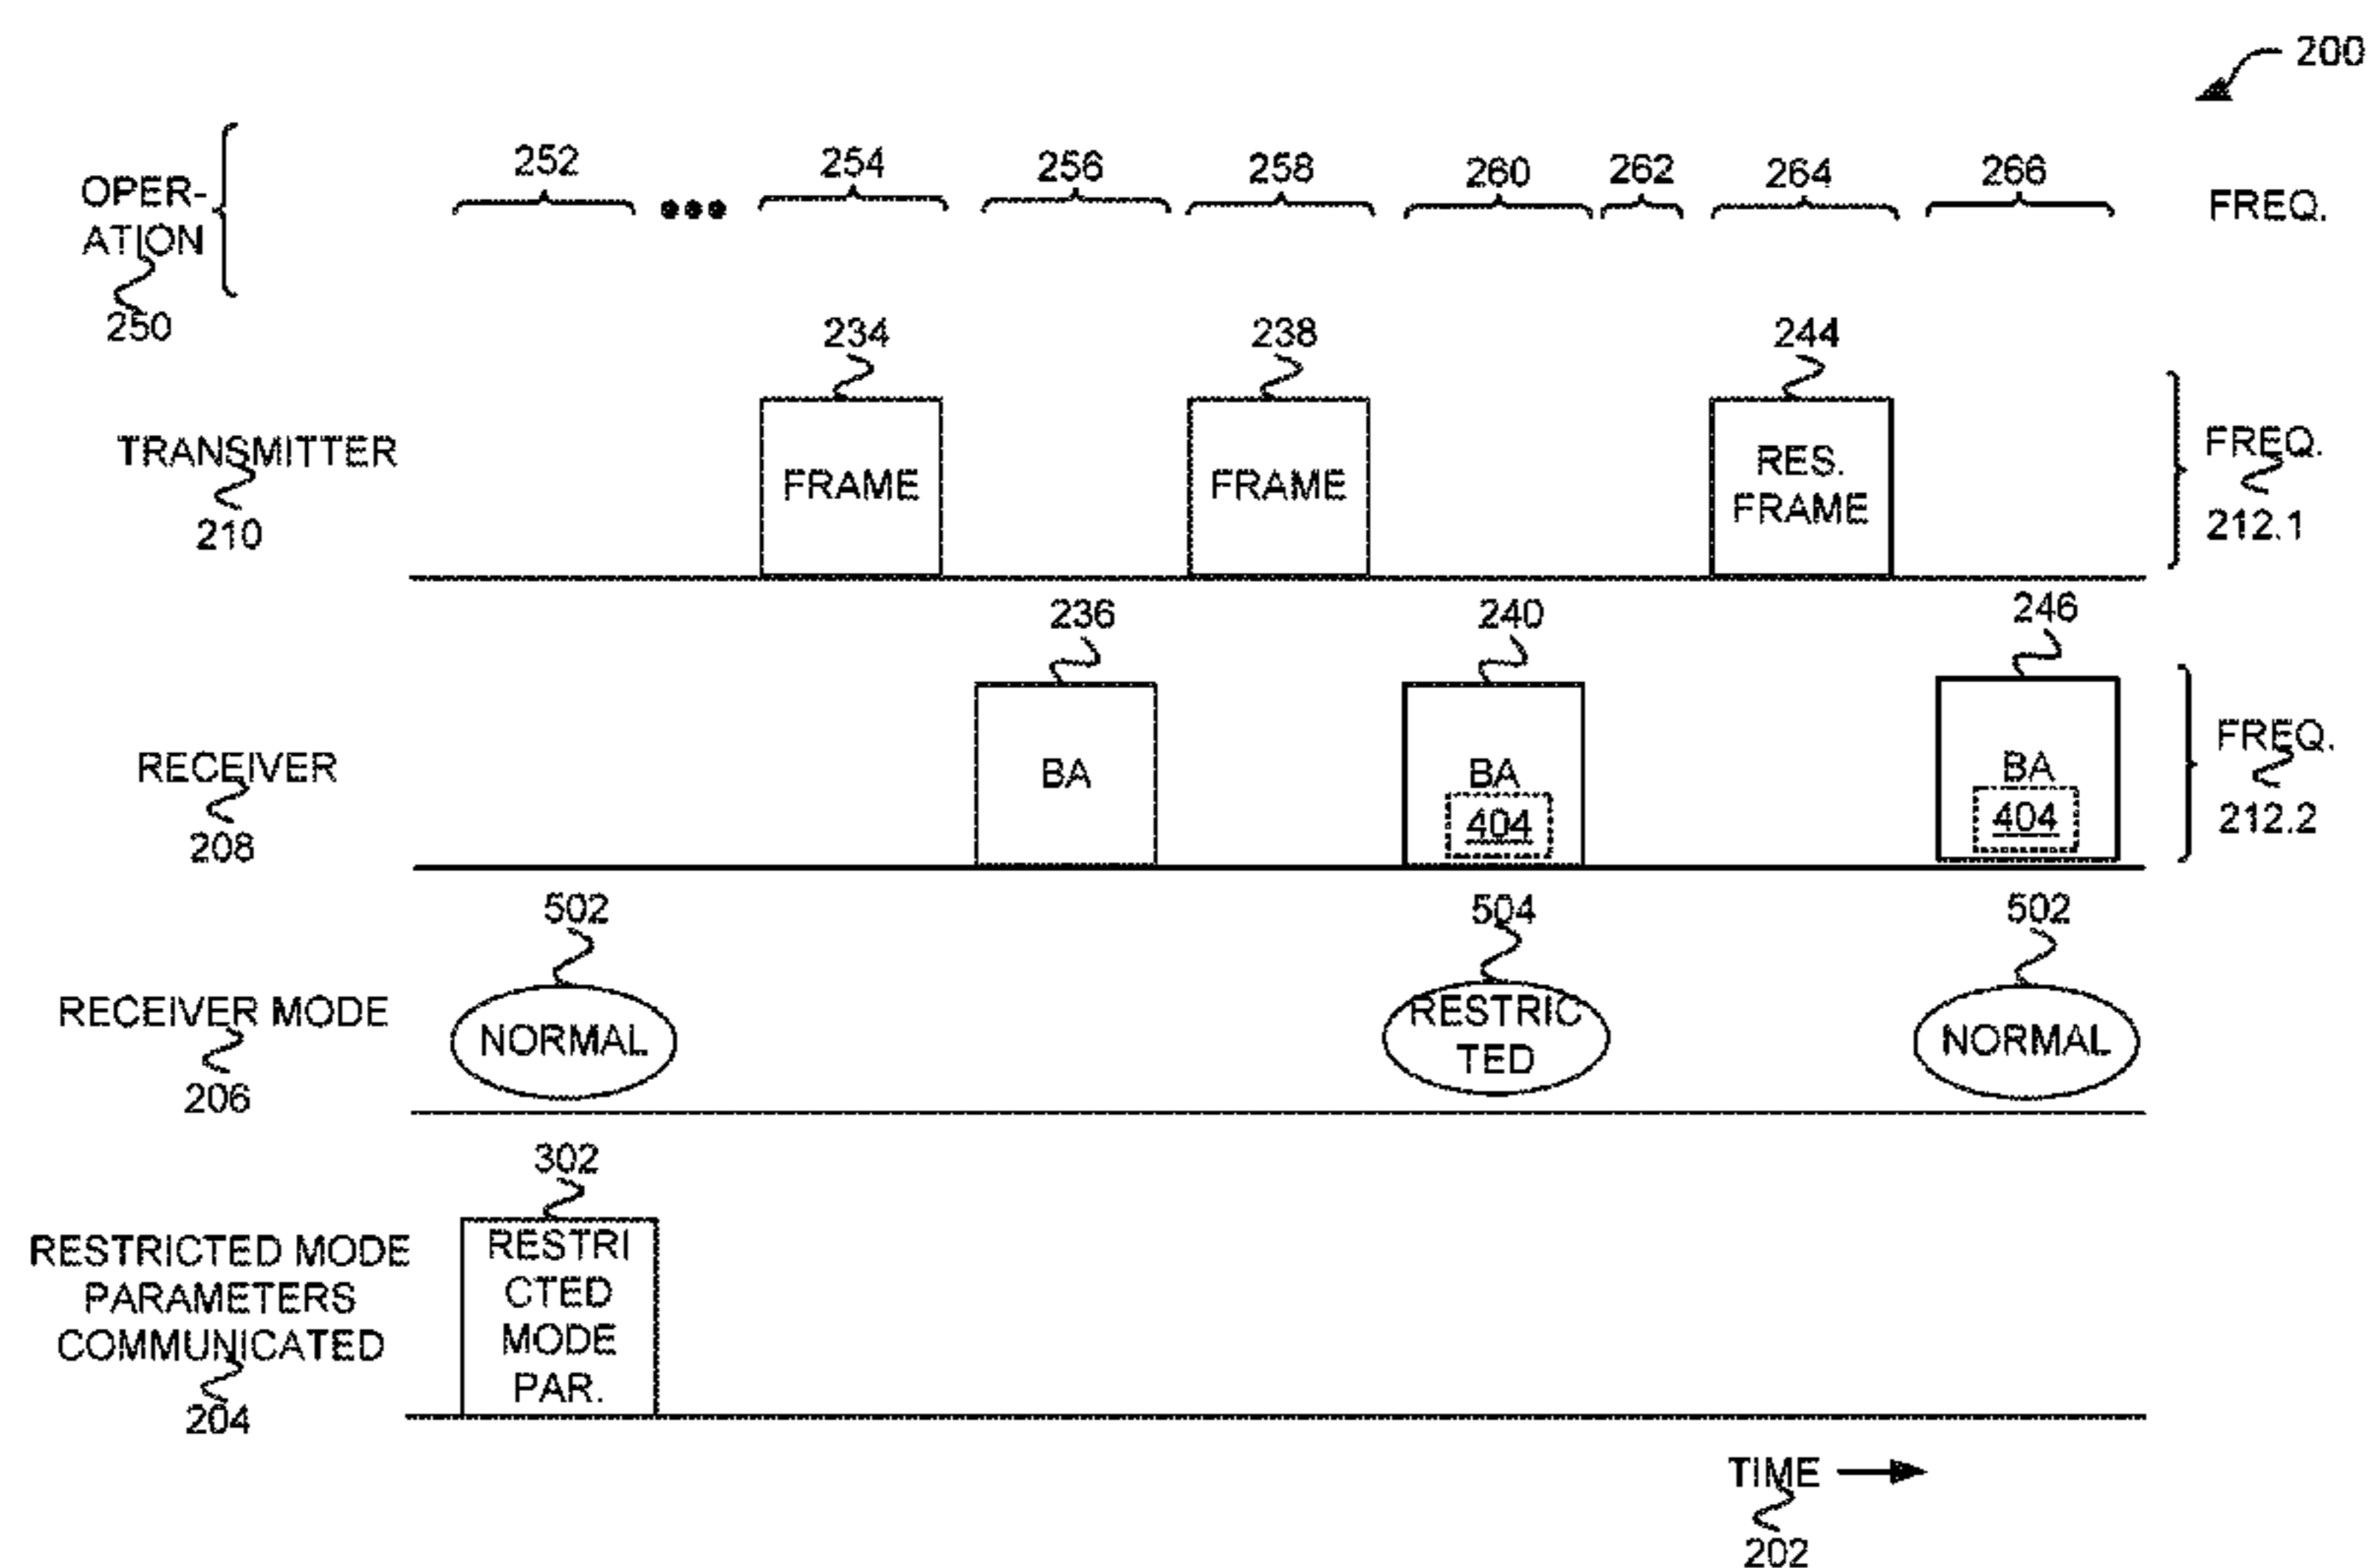 200
252 254 256 258 260 262 264 266
OPER-
ATION
250
FREQ.
234 238 244
TRANSMITTER
210
FRAME
FRAME
RES.
FRAME
FREQ.
212.1
236 240 246
RECEIVER
208
BA
BA
404
BA
404
FREQ.
212.2
502 504 502
RECEIVER MODE
206
NORMAL
RESTRIC
TED
NORMAL
302
RESTRICTED MODE
PARAMETERS
COMMUNICATED
204
RESTRI
CTED
MODE
PAR.
TIME
202